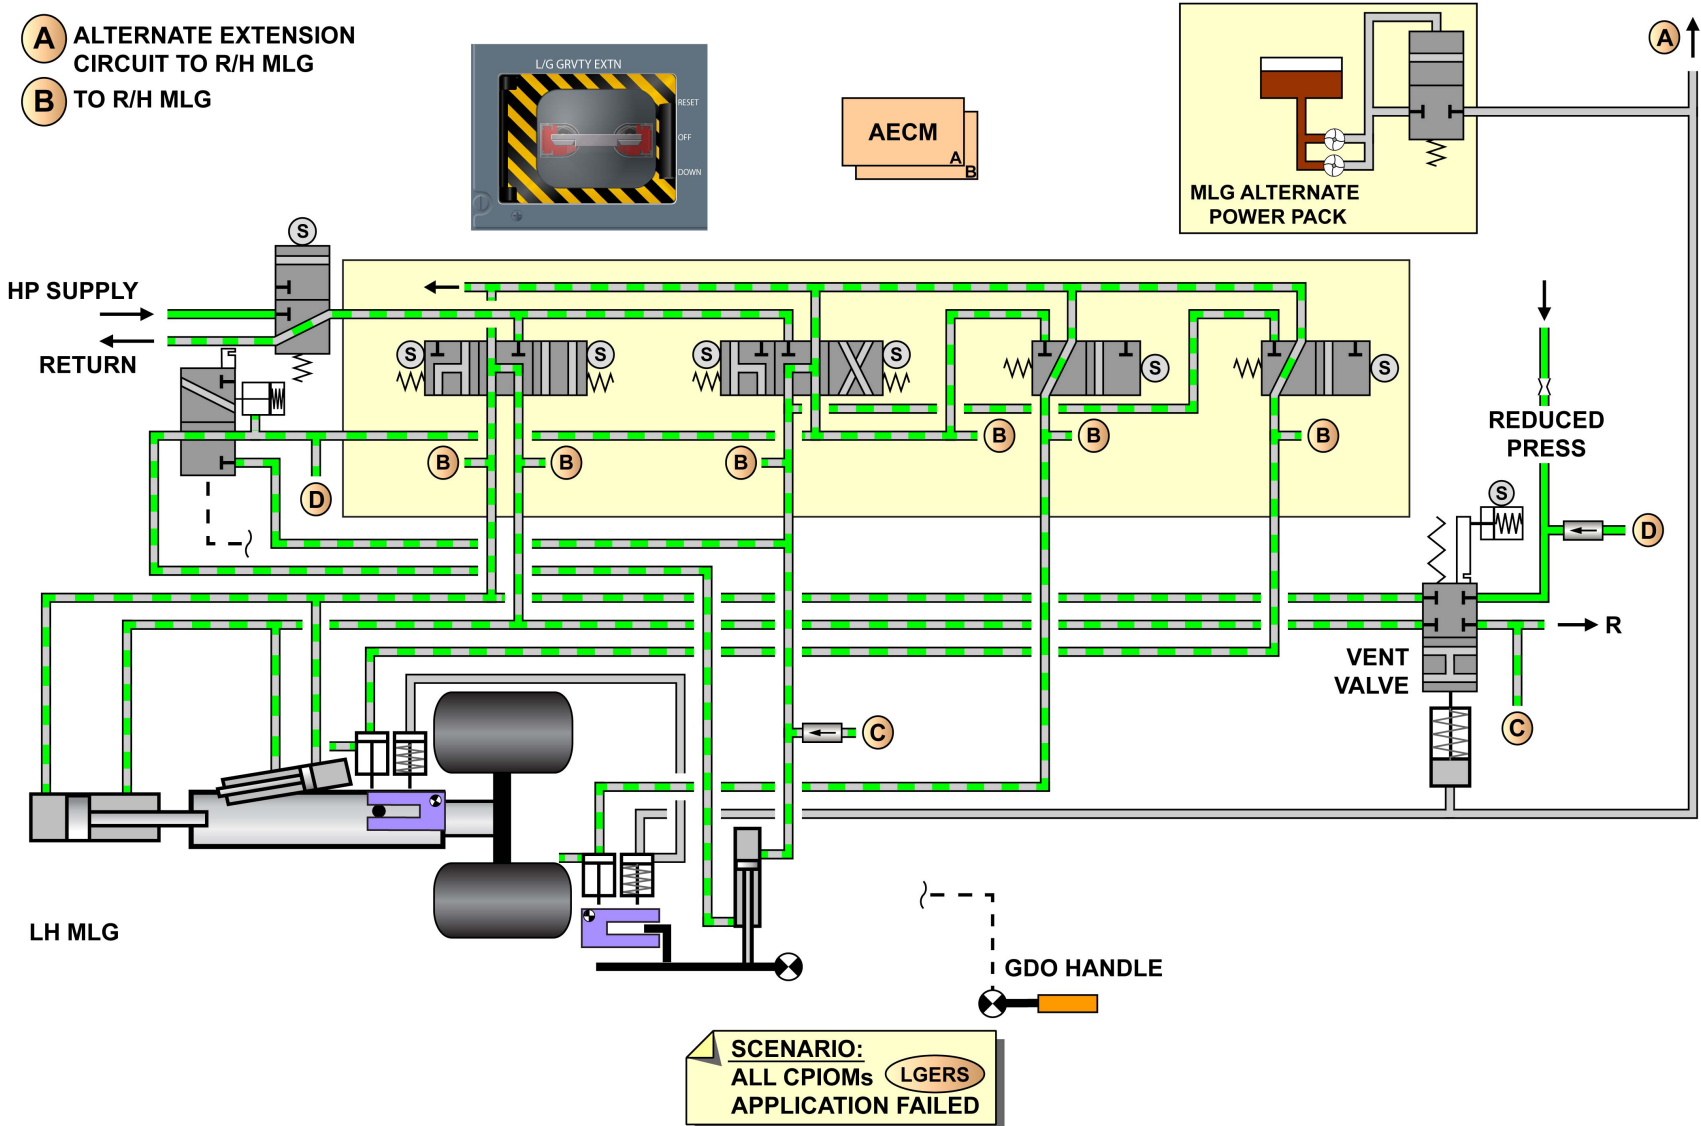 A ALTERNATE EXTENSION
CIRCUIT TO R/H MLG
B TO R/H MLG
L/G GRVTY EXTN
RESET
OFF
DOWN
AECM
A
B
MLG ALTERNATE
POWER PACK
A
S
HP SUPPLY
RETURN
S
S
S
S
S
S
B
B
B
B
B
B
D
REDUCED
PRESS
S
D
R
VENT
VALVE
C
C
LH MLG
GDO HANDLE
SCENARIO:
ALL CPIOMs LGERS
APPLICATION FAILED